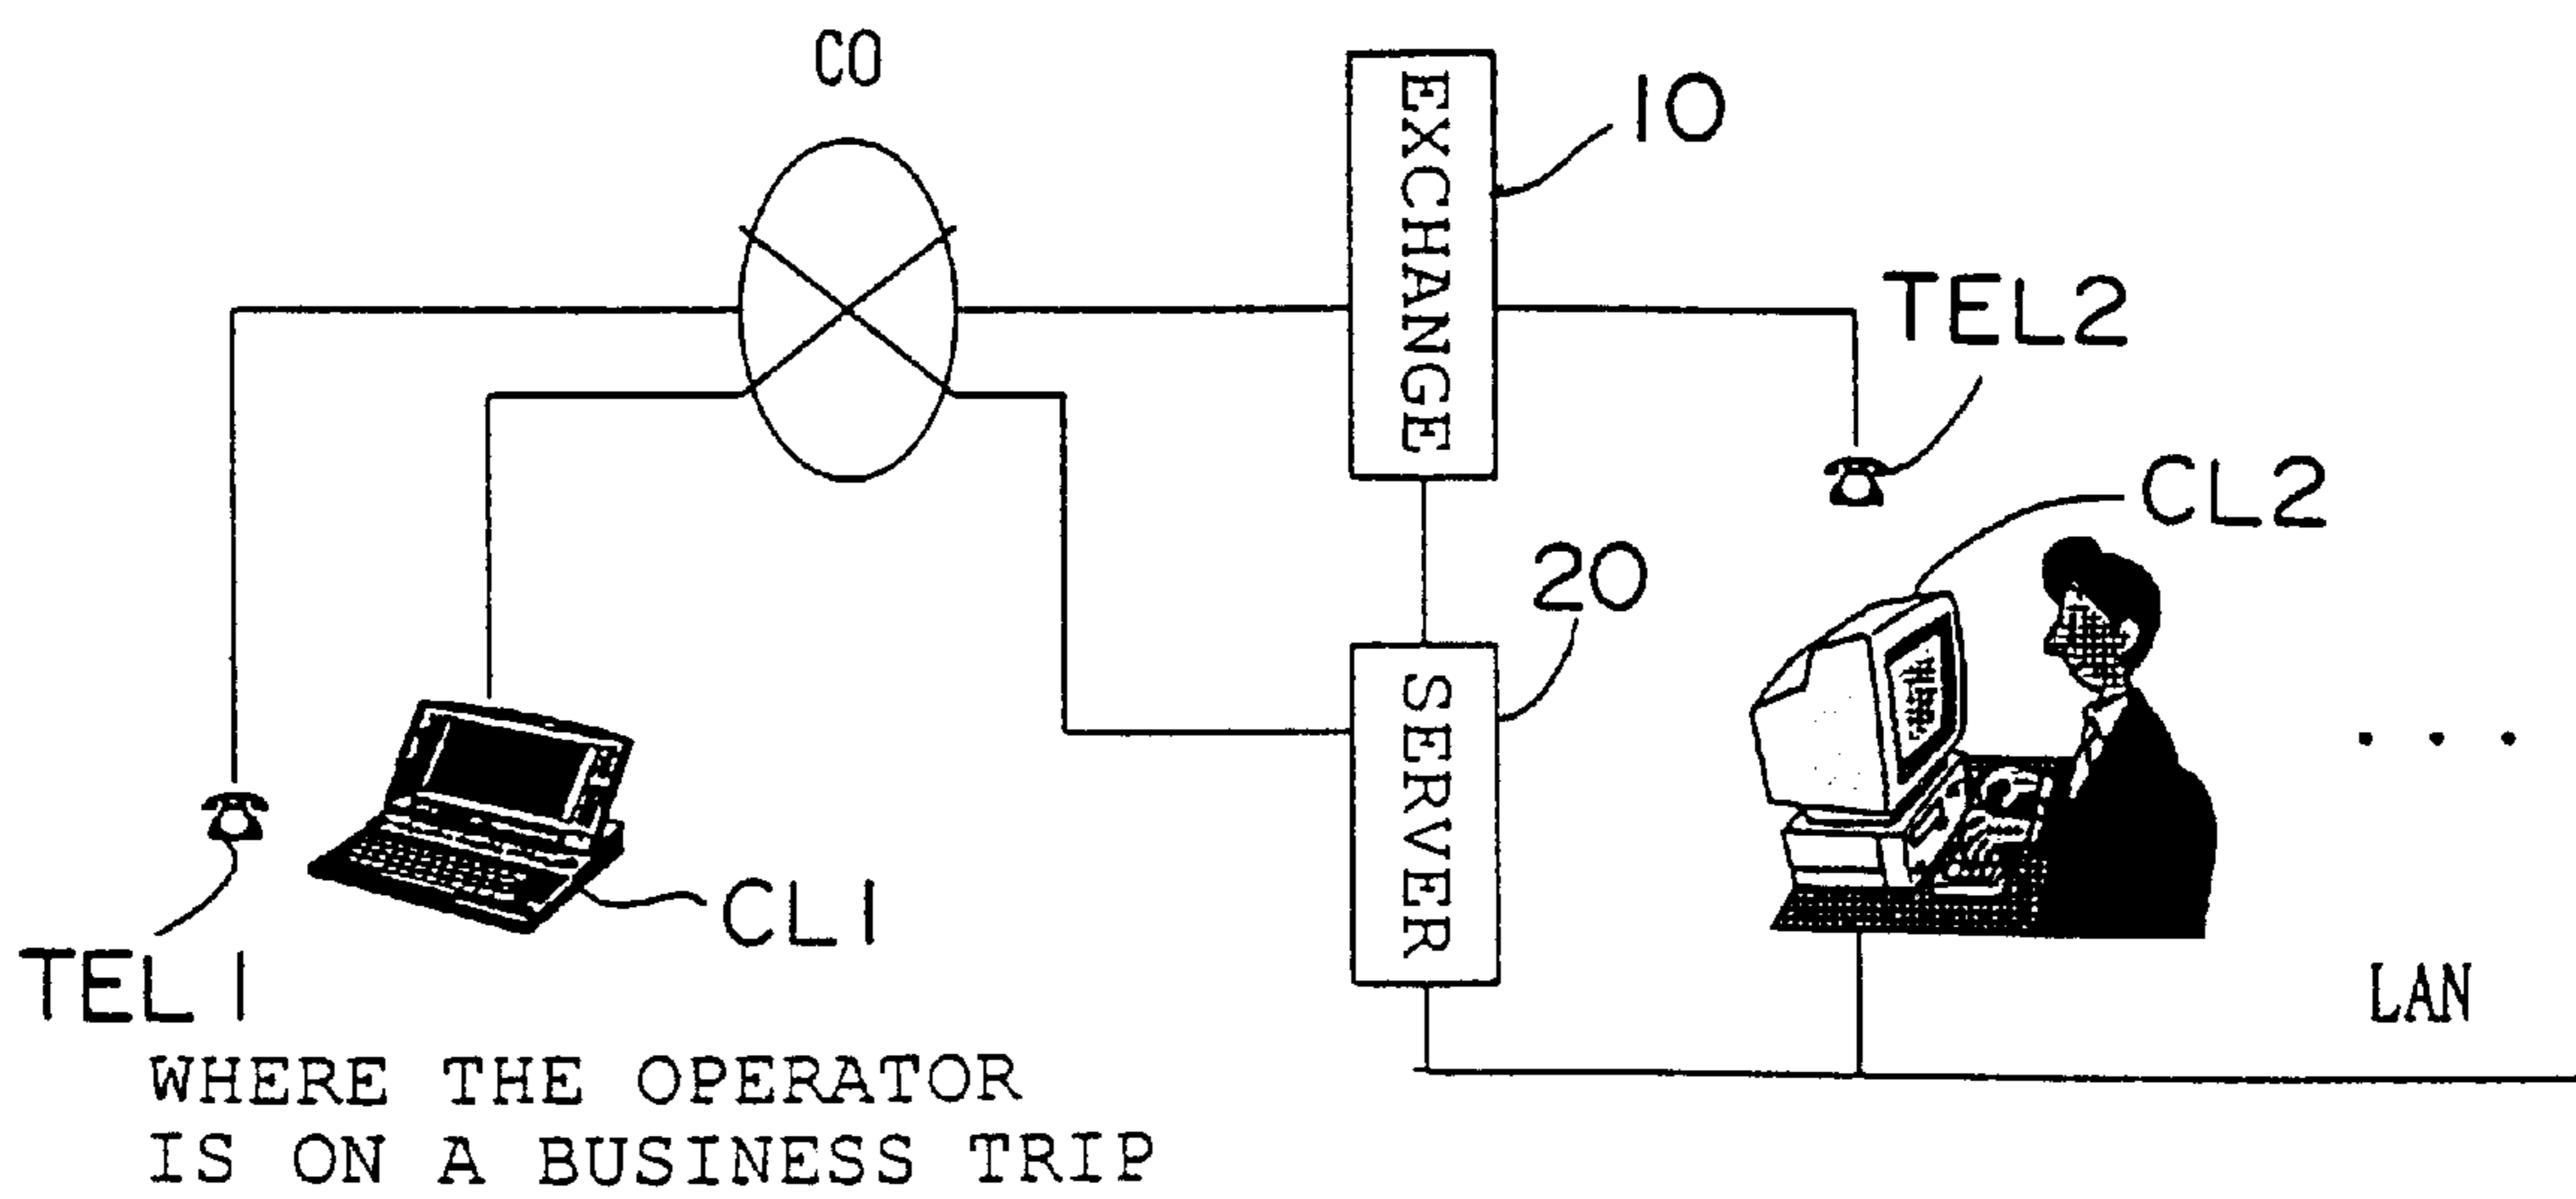 CO
EXCHANGE
10
TEL2
CL2
20
SERVER
CL1
TEL1
LAN
WHERE THE OPERATOR
IS ON A BUSINESS TRIP